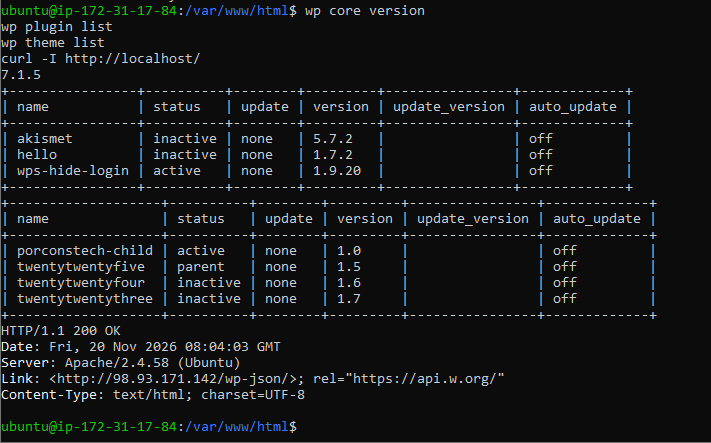 ubuntu@ip-172-31-17-84:/var/www/html$ wp core version
wp plugin list
wp theme list
curl -I http://localhost/
7.1.5
+----------------+----------+--------+---------+----------------+-------------+
| name           | status   | update | version | update_version | auto_update |
+----------------+----------+--------+---------+----------------+-------------+
| akismet        | inactive | none   | 5.7.2   |                | off         |
| hello          | inactive | none   | 1.7.2   |                | off         |
| wps-hide-login | active   | none   | 1.9.20  |                | off         |
+----------------+----------+--------+---------+----------------+-------------+
+-------------------+----------+--------+---------+----------------+-------------+
| name              | status   | update | version | update_version | auto_update |
+-------------------+----------+--------+---------+----------------+-------------+
| porconstech-child | active   | none   | 1.0     |                | off         |
| twentytwentyfive  | parent   | none   | 1.5     |                | off         |
| twentytwentyfour  | inactive | none   | 1.6     |                | off         |
| twentytwentythree | inactive | none   | 1.7     |                | off         |
+-------------------+----------+--------+---------+----------------+-------------+
HTTP/1.1 200 OK
Date: Fri, 20 Nov 2026 08:04:03 GMT
Server: Apache/2.4.58 (Ubuntu)
Link: <http://98.93.171.142/wp-json/>; rel="https://api.w.org/"
Content-Type: text/html; charset=UTF-8
ubuntu@ip-172-31-17-84:/var/www/html$